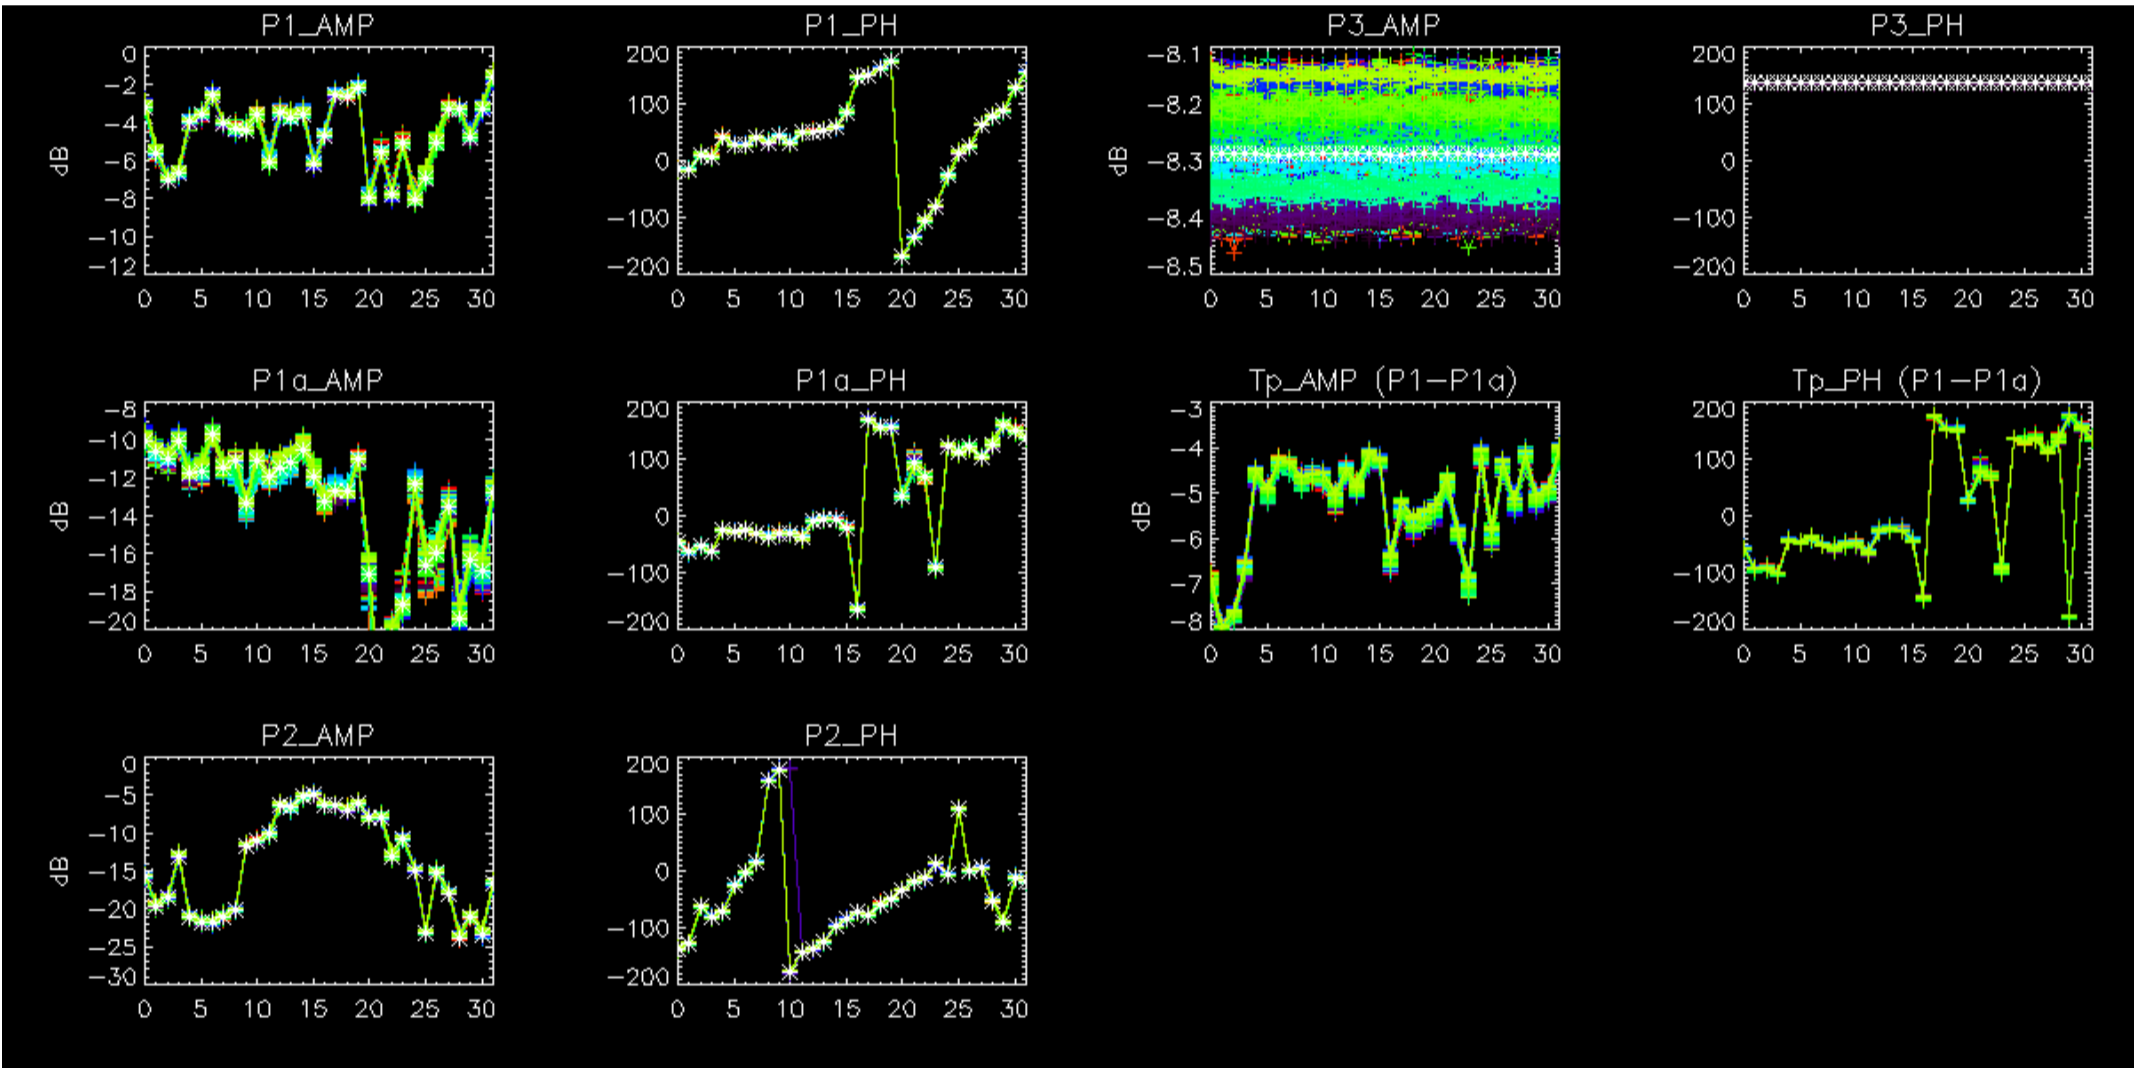 P1_AMP P1_PH P3_AMP P3_PH
0 200 -8.1 200
-2
-4 100 -8.2 100
dB -6 0 dB -8.3 0
-8
-10 -100 -8.4 -100
-12 -200 -8.5 -200
0 5 10 15 20 25 30 0 5 10 15 20 25 30 0 5 10 15 20 25 30 0 5 10 15 20 25 30
P1a_AMP P1a_PH Tp_AMP (P1-P1a) Tp_PH (P1-P1a)
-8 200 -3 200
-10 100 -4 100
-12
dB -14 0 dB -5 0
-16 -6
-18 -100 -7 -100
-20 -200 -8 -200
0 5 10 15 20 25 30 0 5 10 15 20 25 30 0 5 10 15 20 25 30 0 5 10 15 20 25 30
P2_AMP P2_PH
0 200
-5 100
-10
dB -15 0
-20 -100
-25
-30 -200
0 5 10 15 20 25 30 0 5 10 15 20 25 30